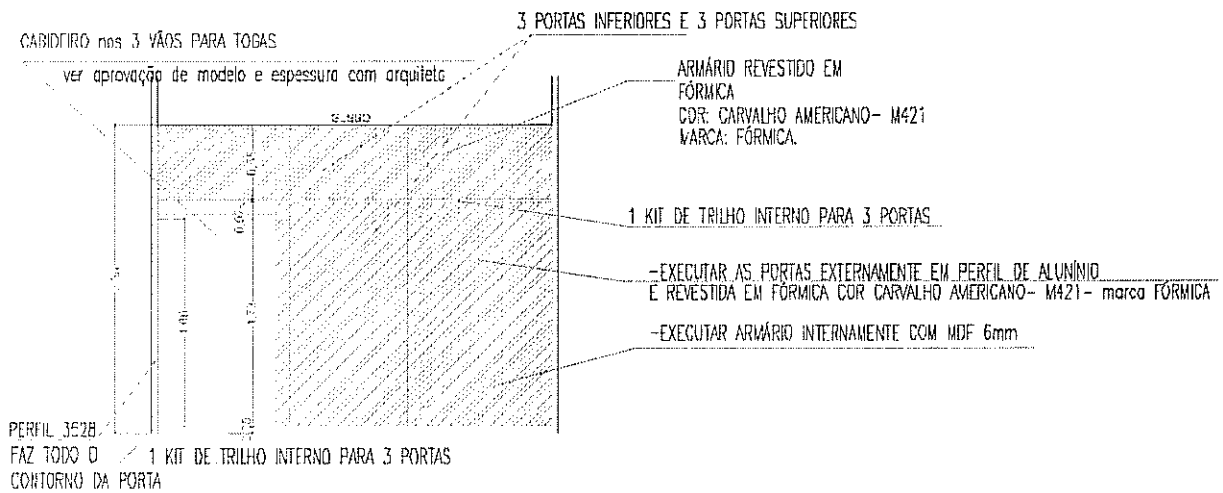 3 PORTAS INFERIORES E 3 PORTAS SUPERIORES
CABIDEIRO nos 3 VÃOS PARA TOGAS
ver aprovação de modelo e espessura com arquiteto
ARMÁRIO REVESTIDO EM
FÓRMICA
COR: CARVALHO AMERICANO- M421
MARCA: FÓRMICA.
1 KIT DE TRILHO INTERNO PARA 3 PORTAS
-EXECUTAR AS PORTAS EXTERNAMENTE EM PERFIL DE ALUNÍNIO
E REVESTIDA EM FÓRMICA COR CARVALHO AMERICANO- M421- marca FÓRMICA
-EXECUTAR ARMÁRIO INTERNAMENTE COM MDF 6mm
PERFIL 3528
FAZ TODO O
CONTORNO DA PORTA
1 KIT DE TRILHO INTERNO PARA 3 PORTAS